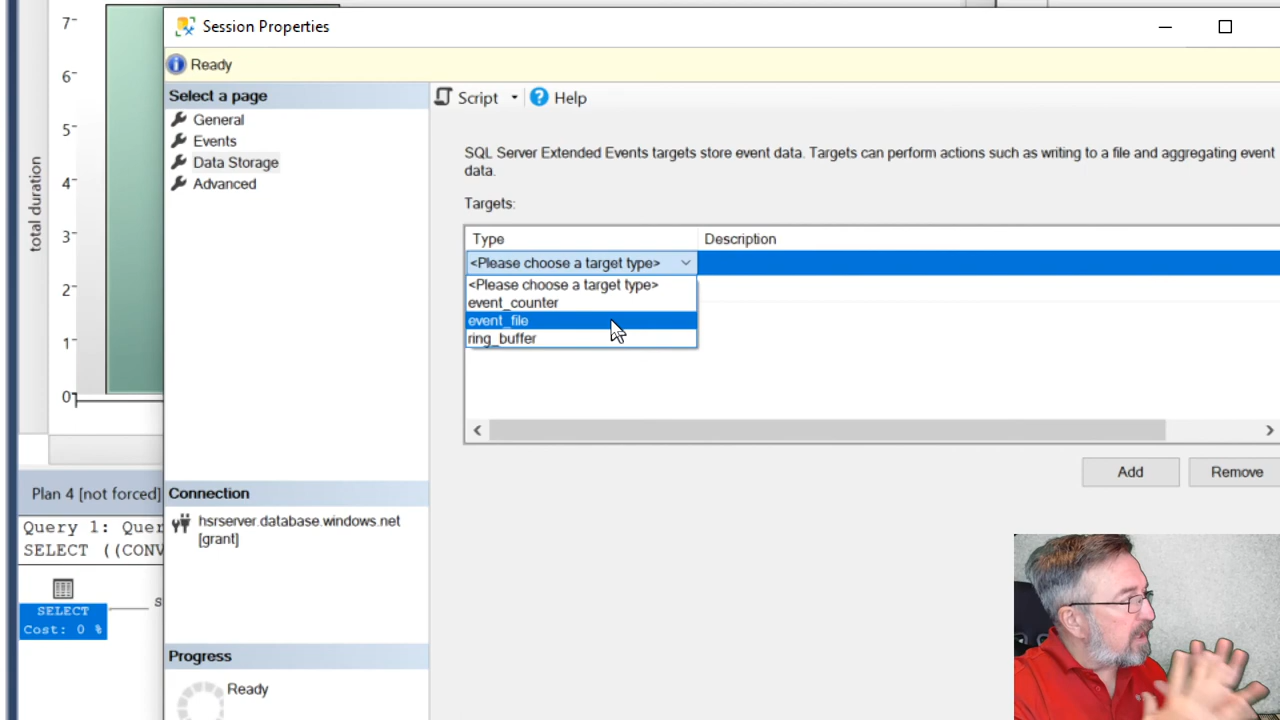 7
6
5
4
3
2
1
0
total duration
Session Properties
Ready
Select a page
General
Events
Data Storage
Advanced
Script
Help
SQL Server Extended Events targets store event data. Targets can perform actions such as writing to a file and aggregating event
data.
Targets:
Type Description
<Please choose a target type>
<Please choose a target type>
event_counter
event_file
ring_buffer
Add Remove
Connection
hsrserver.database.windows.net
[grant]
Progress
Ready
Plan 4 [not forced]
Query 1: Quer
SELECT ((CONV
SELECT
Cost: 0 %
s